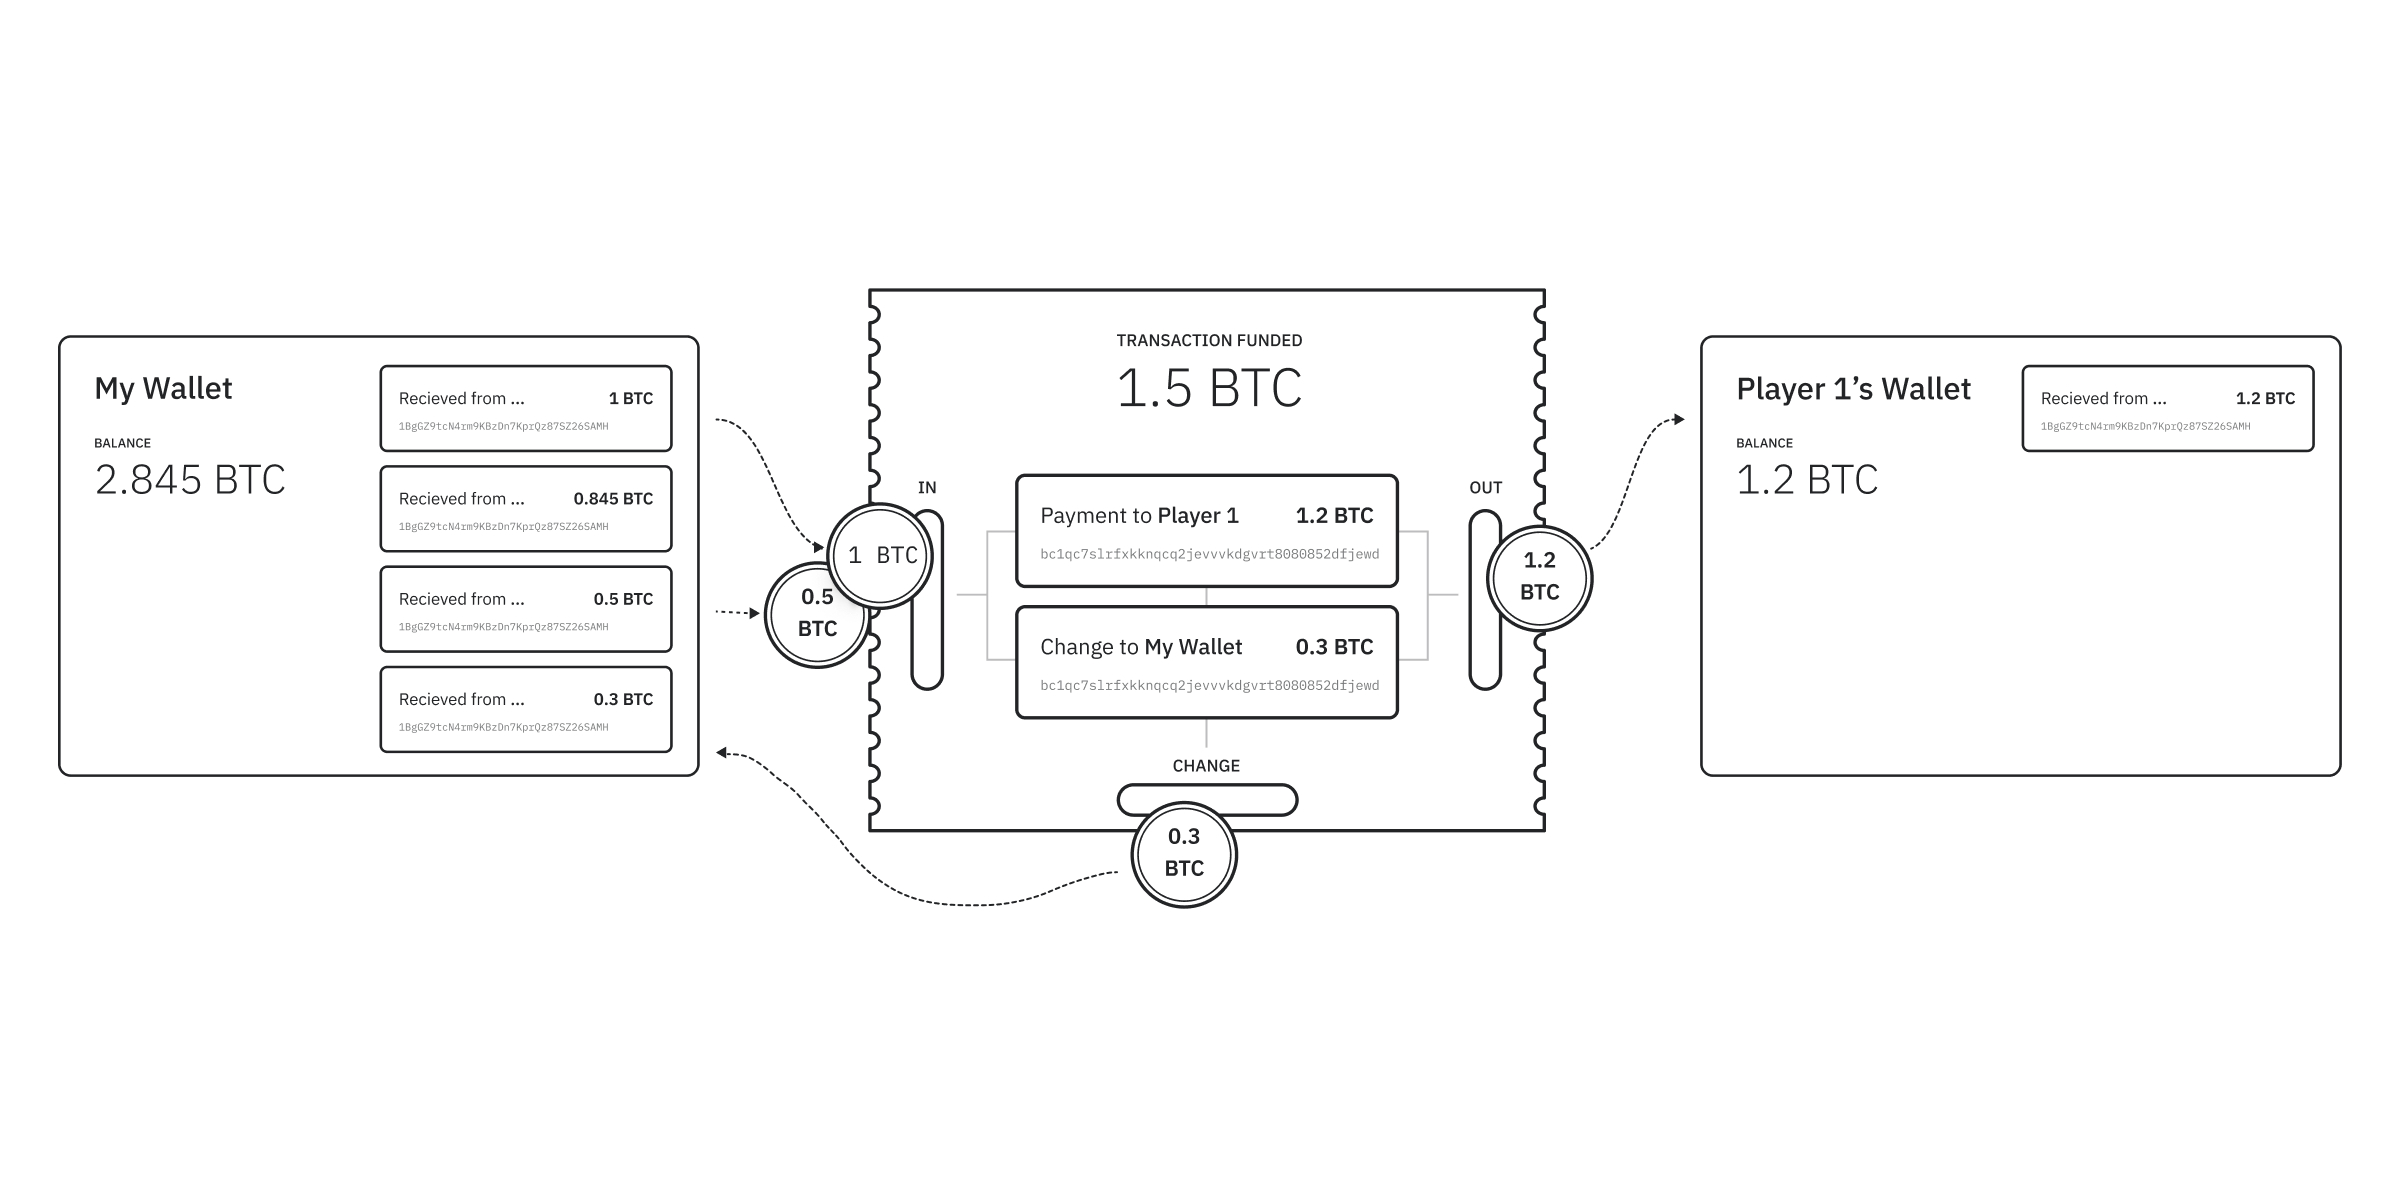 My Wallet
BALANCE
2.845 BTC
Recieved from ... 1 BTC
1BgGZ9tcN4rm9KBzDn7KprQz87SZ26SAMH
Recieved from ... 0.845 BTC
1BgGZ9tcN4rm9KBzDn7KprQz87SZ26SAMH
Recieved from ... 0.5 BTC
1BgGZ9tcN4rm9KBzDn7KprQz87SZ26SAMH
Recieved from ... 0.3 BTC
1BgGZ9tcN4rm9KBzDn7KprQz87SZ26SAMH
1 BTC
0.5
BTC
TRANSACTION FUNDED
1.5 BTC
IN
Payment to Player 1 1.2 BTC
bc1qc7slrfxkknqcq2jevvvkdgvrt8080852dfjewd
Change to My Wallet 0.3 BTC
bc1qc7slrfxkknqcq2jevvvkdgvrt8080852dfjewd
OUT
1.2
BTC
CHANGE
0.3
BTC
Player 1’s Wallet
BALANCE
1.2 BTC
Recieved from ... 1.2 BTC
1BgGZ9tcN4rm9KBzDn7KprQz87SZ26SAMH